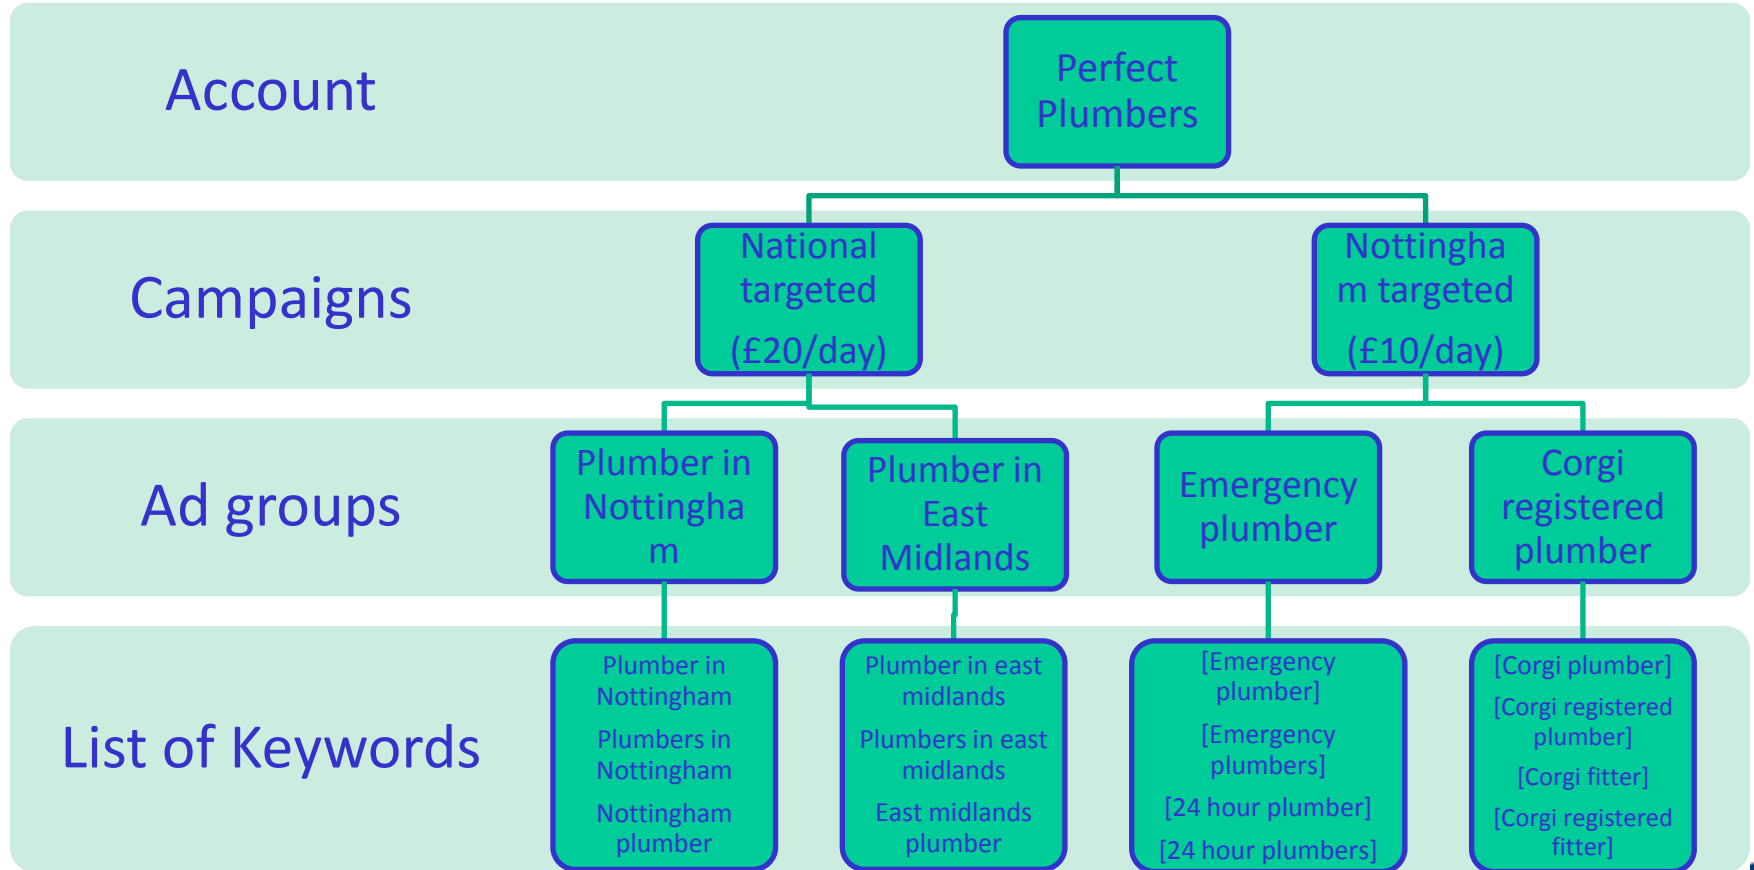 Account
Perfect
Plumbers
Campaigns
National
targeted
(£20/day)
Nottingha
m targeted
(£10/day)
Ad groups
Plumber in
Nottingha
m
Plumber in
East
Midlands
Emergency
plumber
Corgi
registered
plumber
List of Keywords
Plumber in
Nottingham
Plumbers in
Nottingham
Nottingham
plumber
Plumber in east
midlands
Plumbers in east
midlands
East midlands
plumber
[Emergency
plumber]
[Emergency
plumbers]
[24 hour plumber]
[24 hour plumbers]
[Corgi plumber]
[Corgi registered
plumber]
[Corgi fitter]
[Corgi registered
fitter]